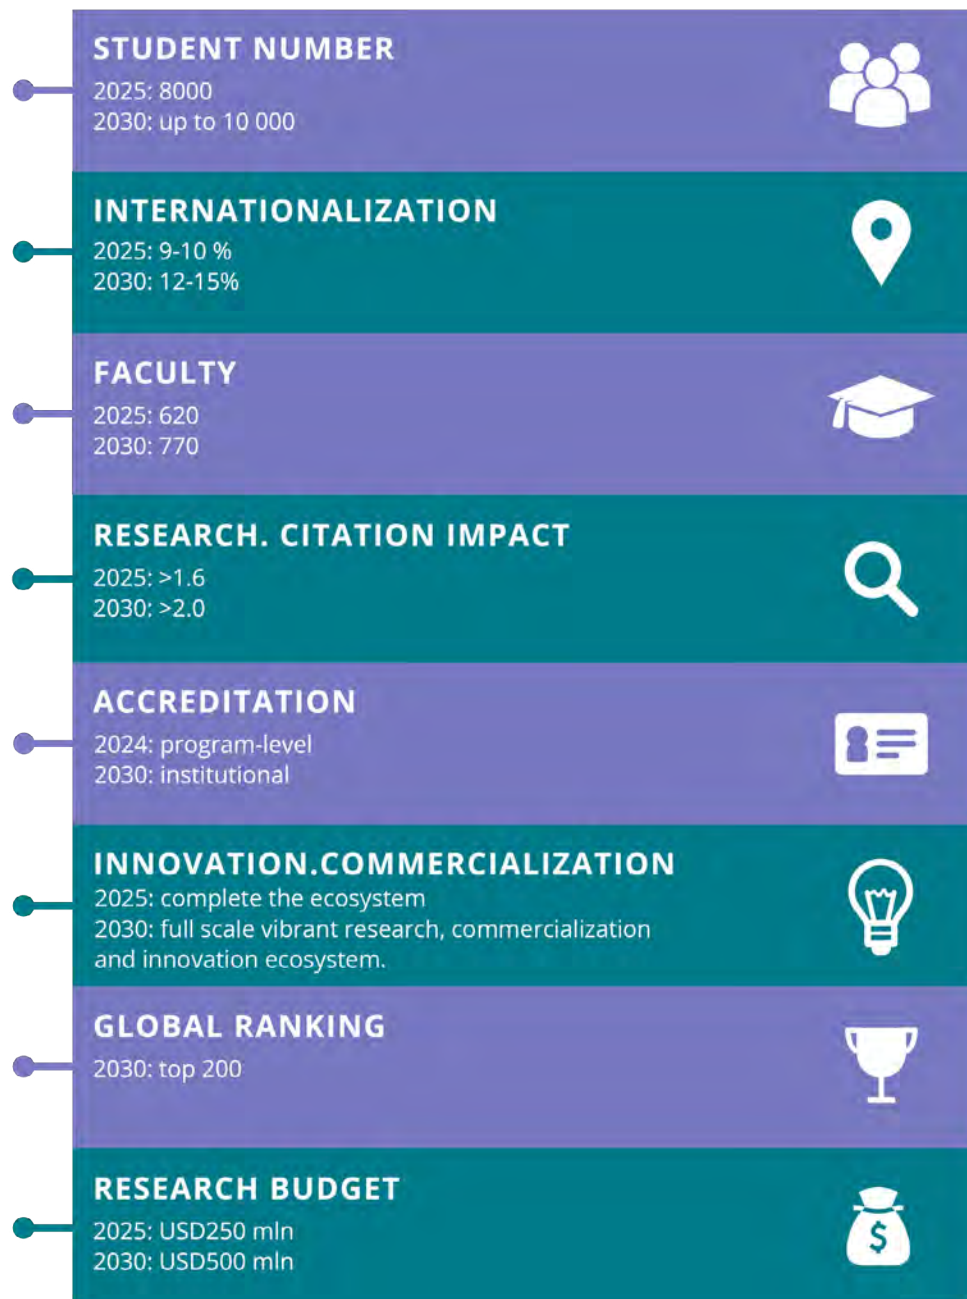 STUDENT NUMBER
2025: 8000
2030: up to 10 000
INTERNATIONALIZATION
2025: 9-10 %
2030: 12-15%
FACULTY
2025: 620
2030: 770
RESEARCH. CITATION IMPACT
2025: >1.6
2030: >2.0
ACCREDITATION
2024: program-level
2030: institutional
INNOVATION.COMMERCIALIZATION
2025: complete the ecosystem
2030: full scale vibrant research, commercialization
and innovation ecosystem.
GLOBAL RANKING
2030: top 200
RESEARCH BUDGET
2025: USD250 mln
2030: USD500 mln
$